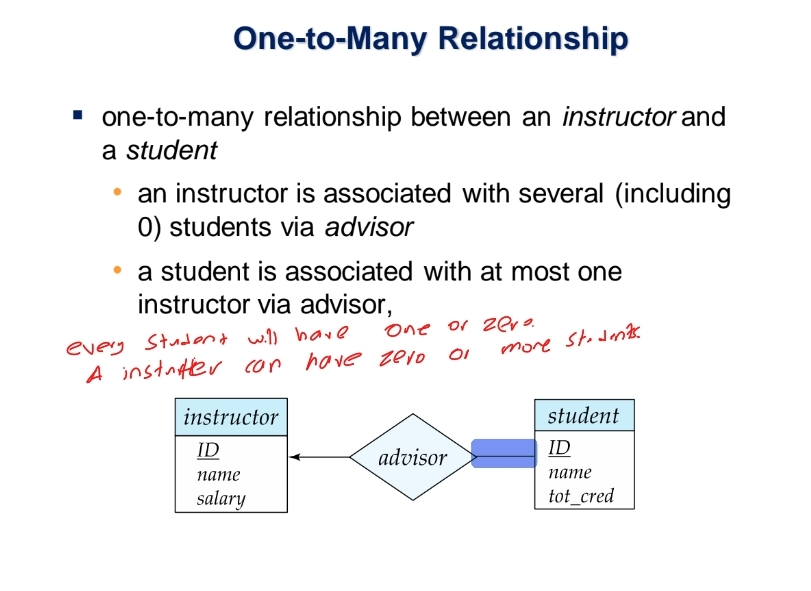 One-to-Many Relationship
one-to-many relationship between an instructor and
a student
an instructor is associated with several (including
0) students via advisor
a student is associated with at most one
instructor via advisor,
every student will have one or zero.
A instructer can have zero or more students
instructor
ID
name
salary
advisor
student
ID
name
tot_cred